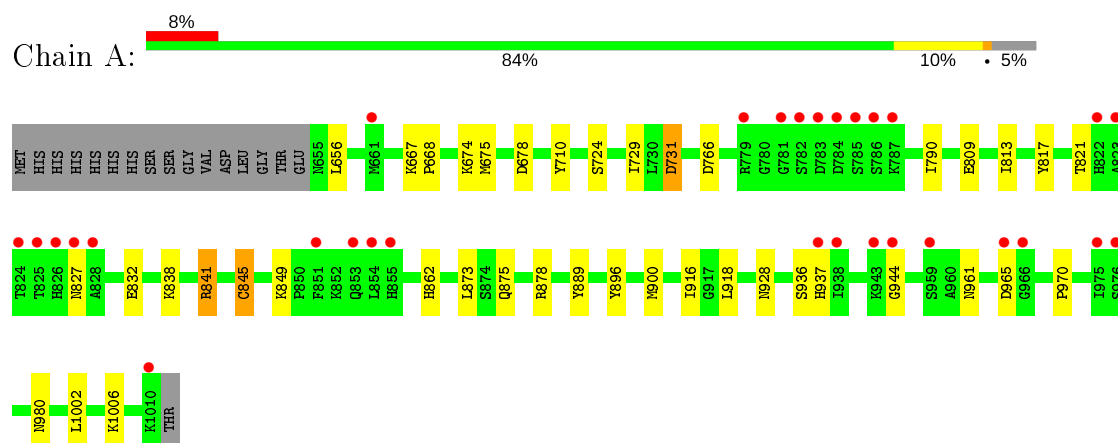 8%
Chain A:
84% 10% • 5%
MET HIS HIS HIS HIS HIS HIS SER SER GLY VAL ASP LEU GLY THR GLU N655 L656 M661 K667 P668 K674 M675 D678 Y710 S724 I729 L730 D731 D766 R779 G780 G781 S782 D783 D784 S785 S786 K787 I790 E809 I813 Y817 T821 H822 A823
T824 T825 H826 N827 A828 E832 K838 R841 C845 K849 P850 F851 K852 Q853 L854 H855 H862 L873 S874 Q875 R878 Y889 Y896 M900 I916 G917 L918 N928 S936 H937 I938 K943 G944 S959 A960 N961 D965 G966 P970 I975 S976
N980 L1002 K1006 K1010 THR